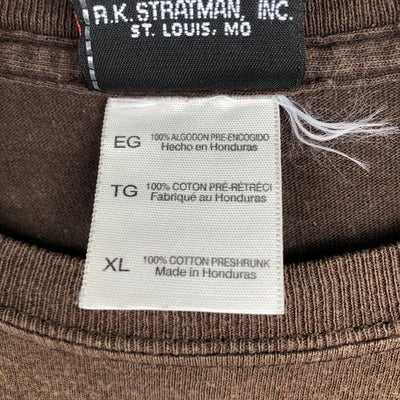 R.K. STRATMAN, INC.
ST. LOUIS, MO
EG 100% ALGODON PRE-ENCOGIDO
Hecho en Honduras
TG 100% COTON PRÉ-RÉTRÉCI
Fabriqué au Honduras
XL 100% COTTON PRESHRUNK
Made in Honduras